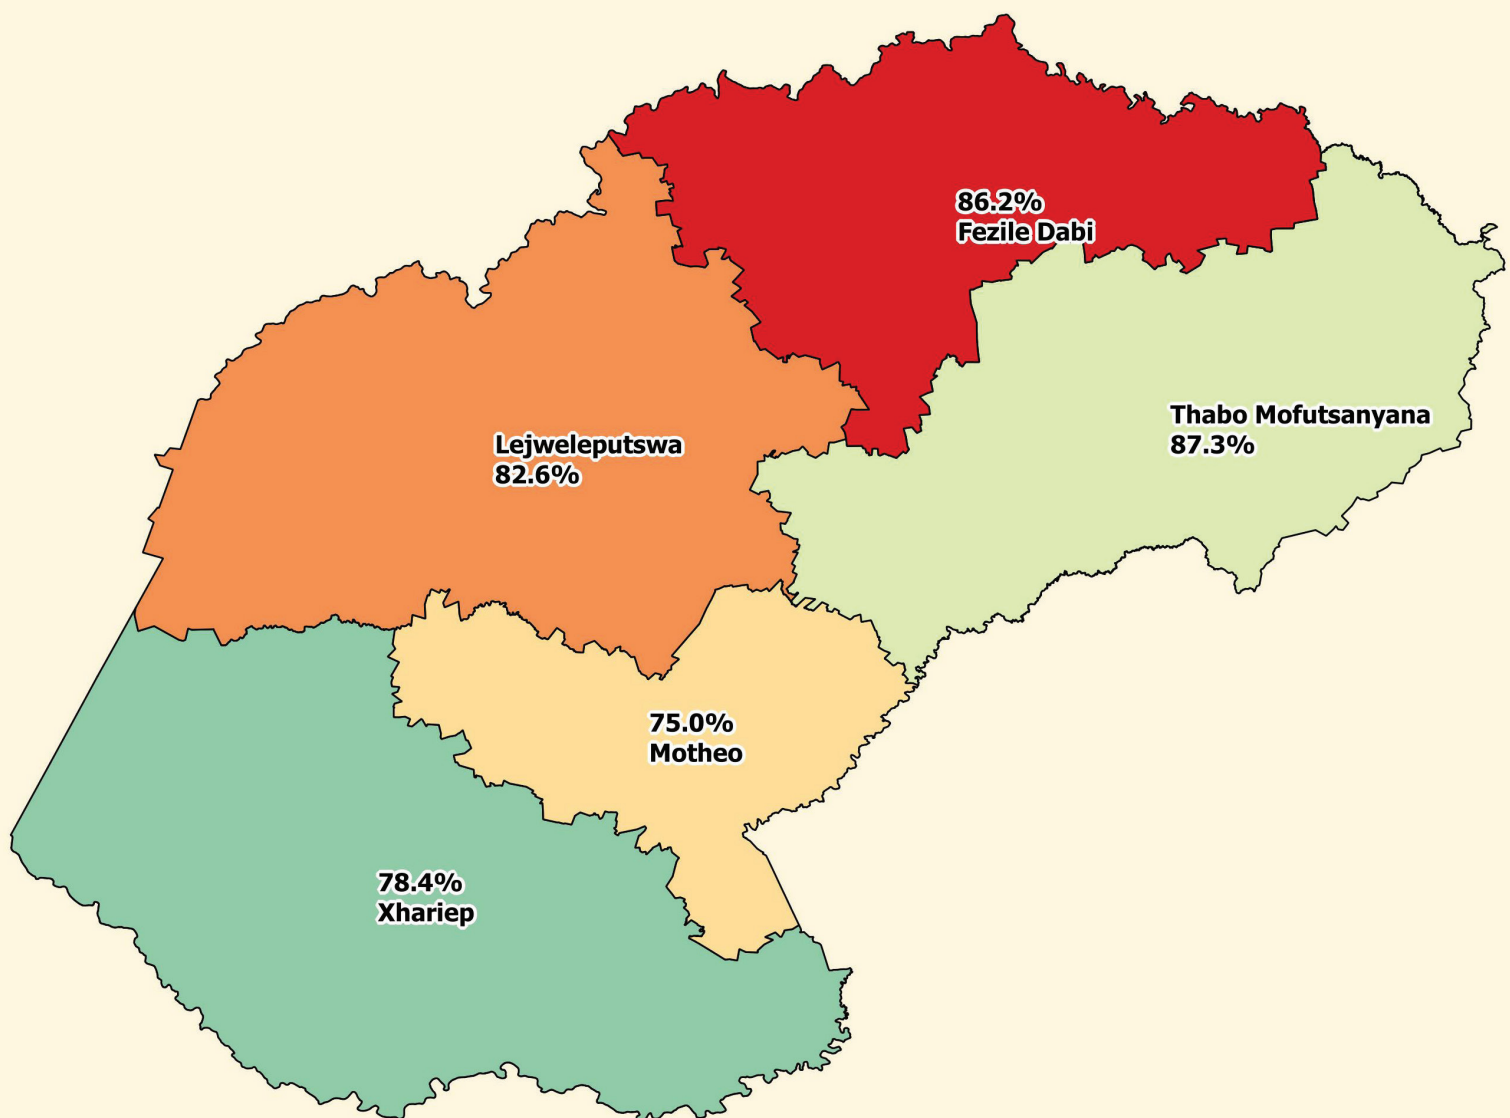 86.2%
Fezile Dabi
Thabo Mofutsanyana
87.3%
Lejweleputswa
82.6%
75.0%
Motheo
78.4%
Xhariep